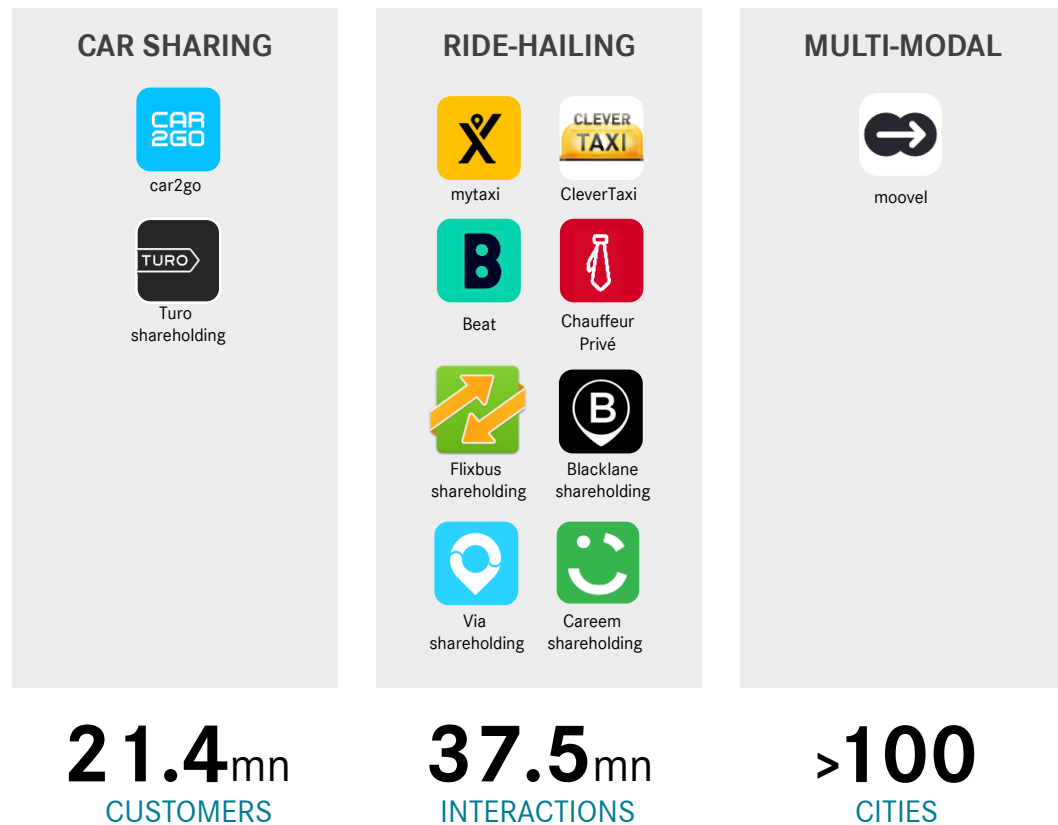 CAR SHARING
CAR
2GO
car2go
TURO
Turo
shareholding
RIDE-HAILING
X
mytaxi
CLEVER
TAXI
CleverTaxi
B
Beat
Chauffeur
Privé
Flixbus
shareholding
B
Blacklane
shareholding
Via
shareholding
Careem
shareholding
MULTI-MODAL
moovel
21.4mn
CUSTOMERS
37.5mn
INTERACTIONS
>100
CITIES